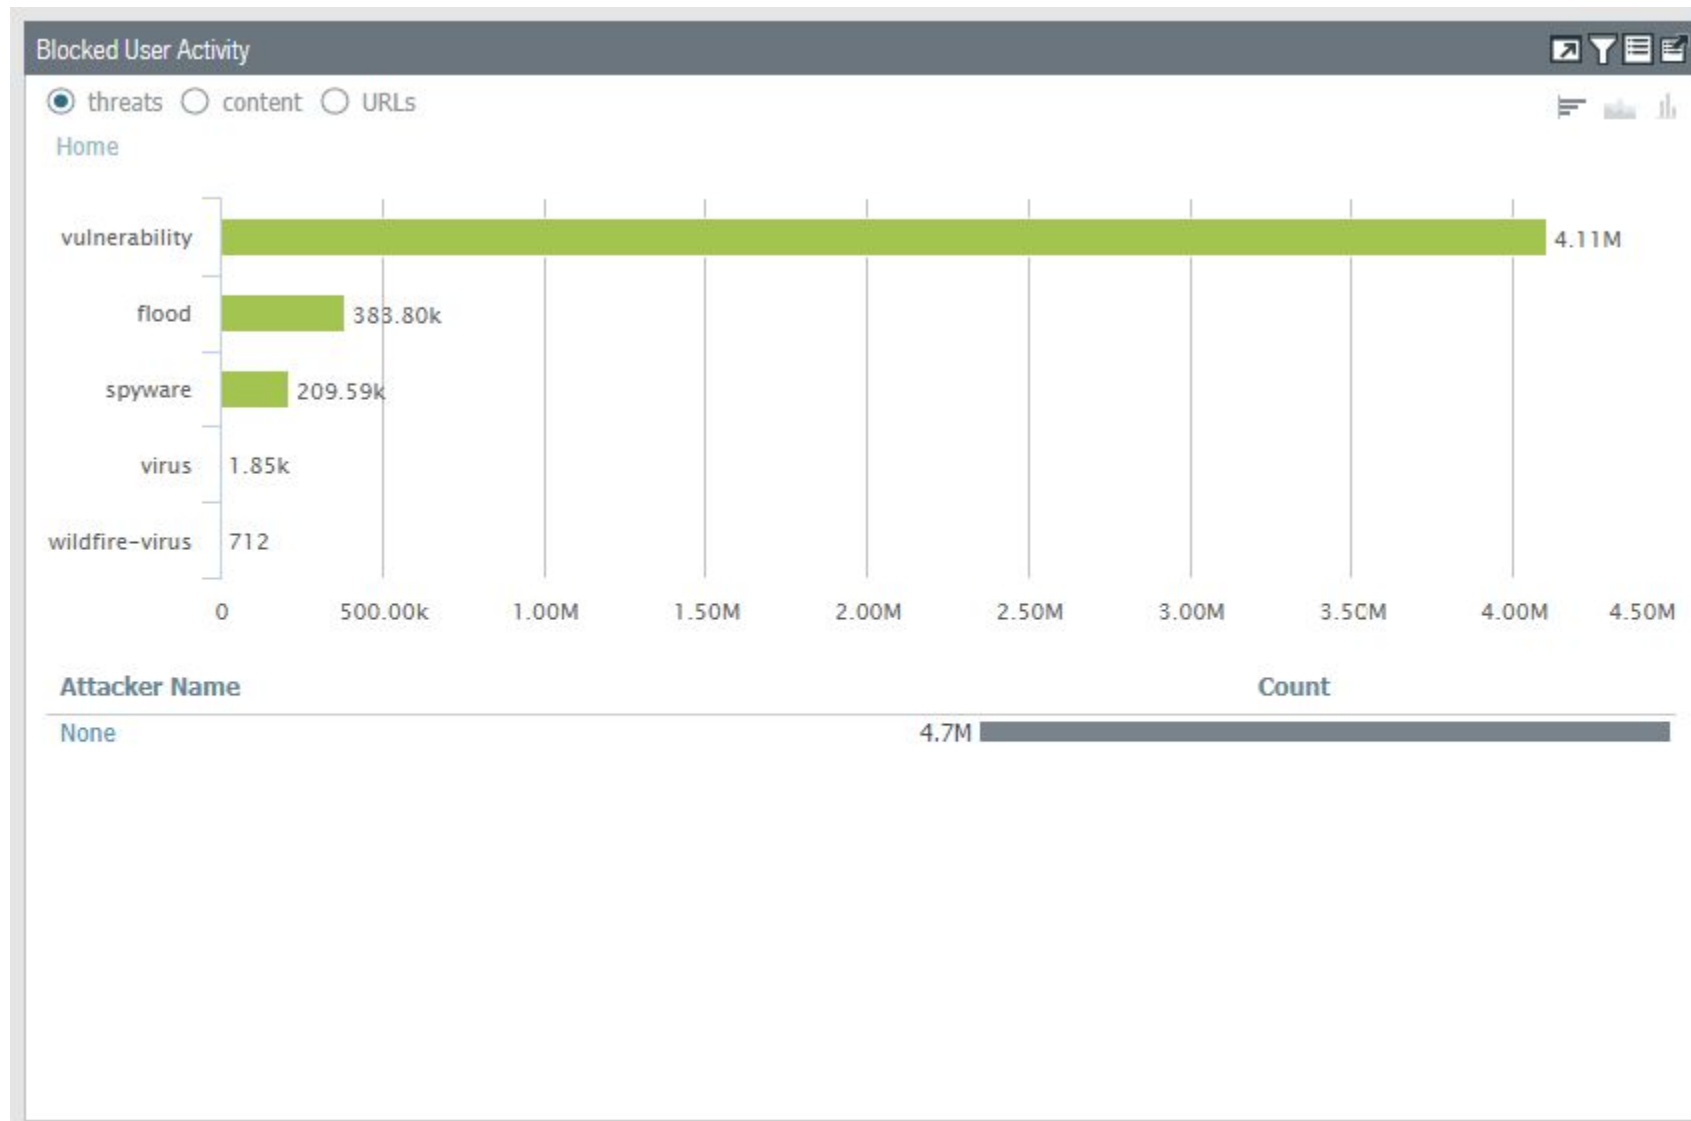 Blocked User Activity
threats content URLs
Home
vulnerability 4.11M
flood 383.80k
spyware 209.59k
virus 1.85k
wildfire-virus 712
0 500.00k 1.00M 1.50M 2.00M 2.50M 3.00M 3.50M 4.00M 4.50M
Attacker Name Count
None 4.7M